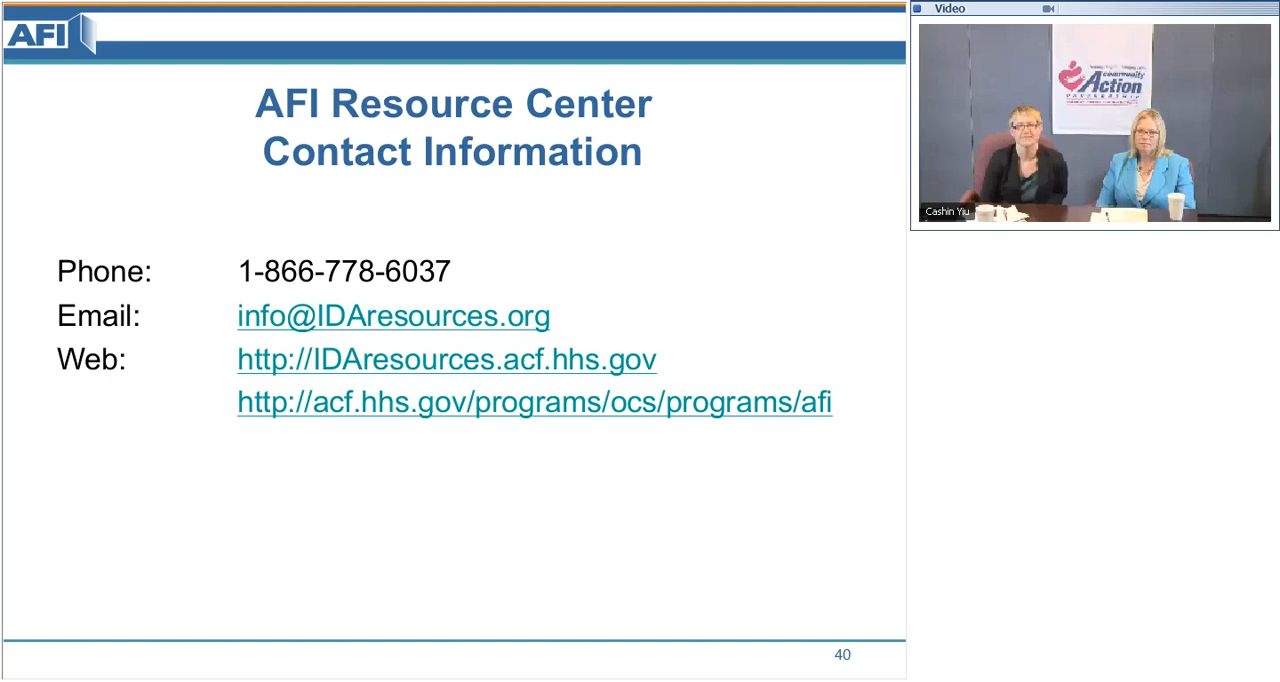 AFI
AFI Resource Center
Contact Information
Phone: 1-866-778-6037
Email: info@IDAresources.org
Web: http://IDAresources.acf.hhs.gov
http://acf.hhs.gov/programs/ocs/programs/afi
40
Video
community
Action
PARTNERSHIP
Cashin Yiu